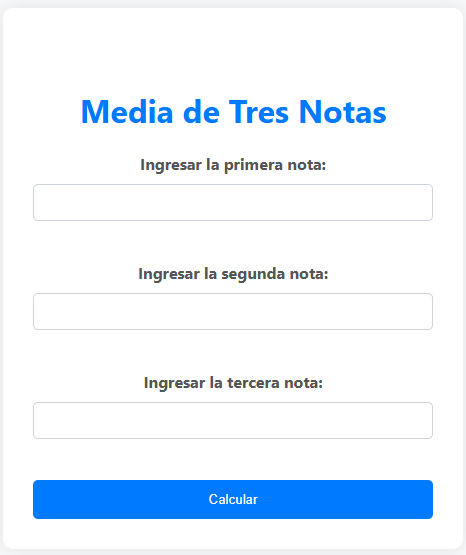 Media de Tres Notas
Ingresar la primera nota:
Ingresar la segunda nota:
Ingresar la tercera nota:
Calcular